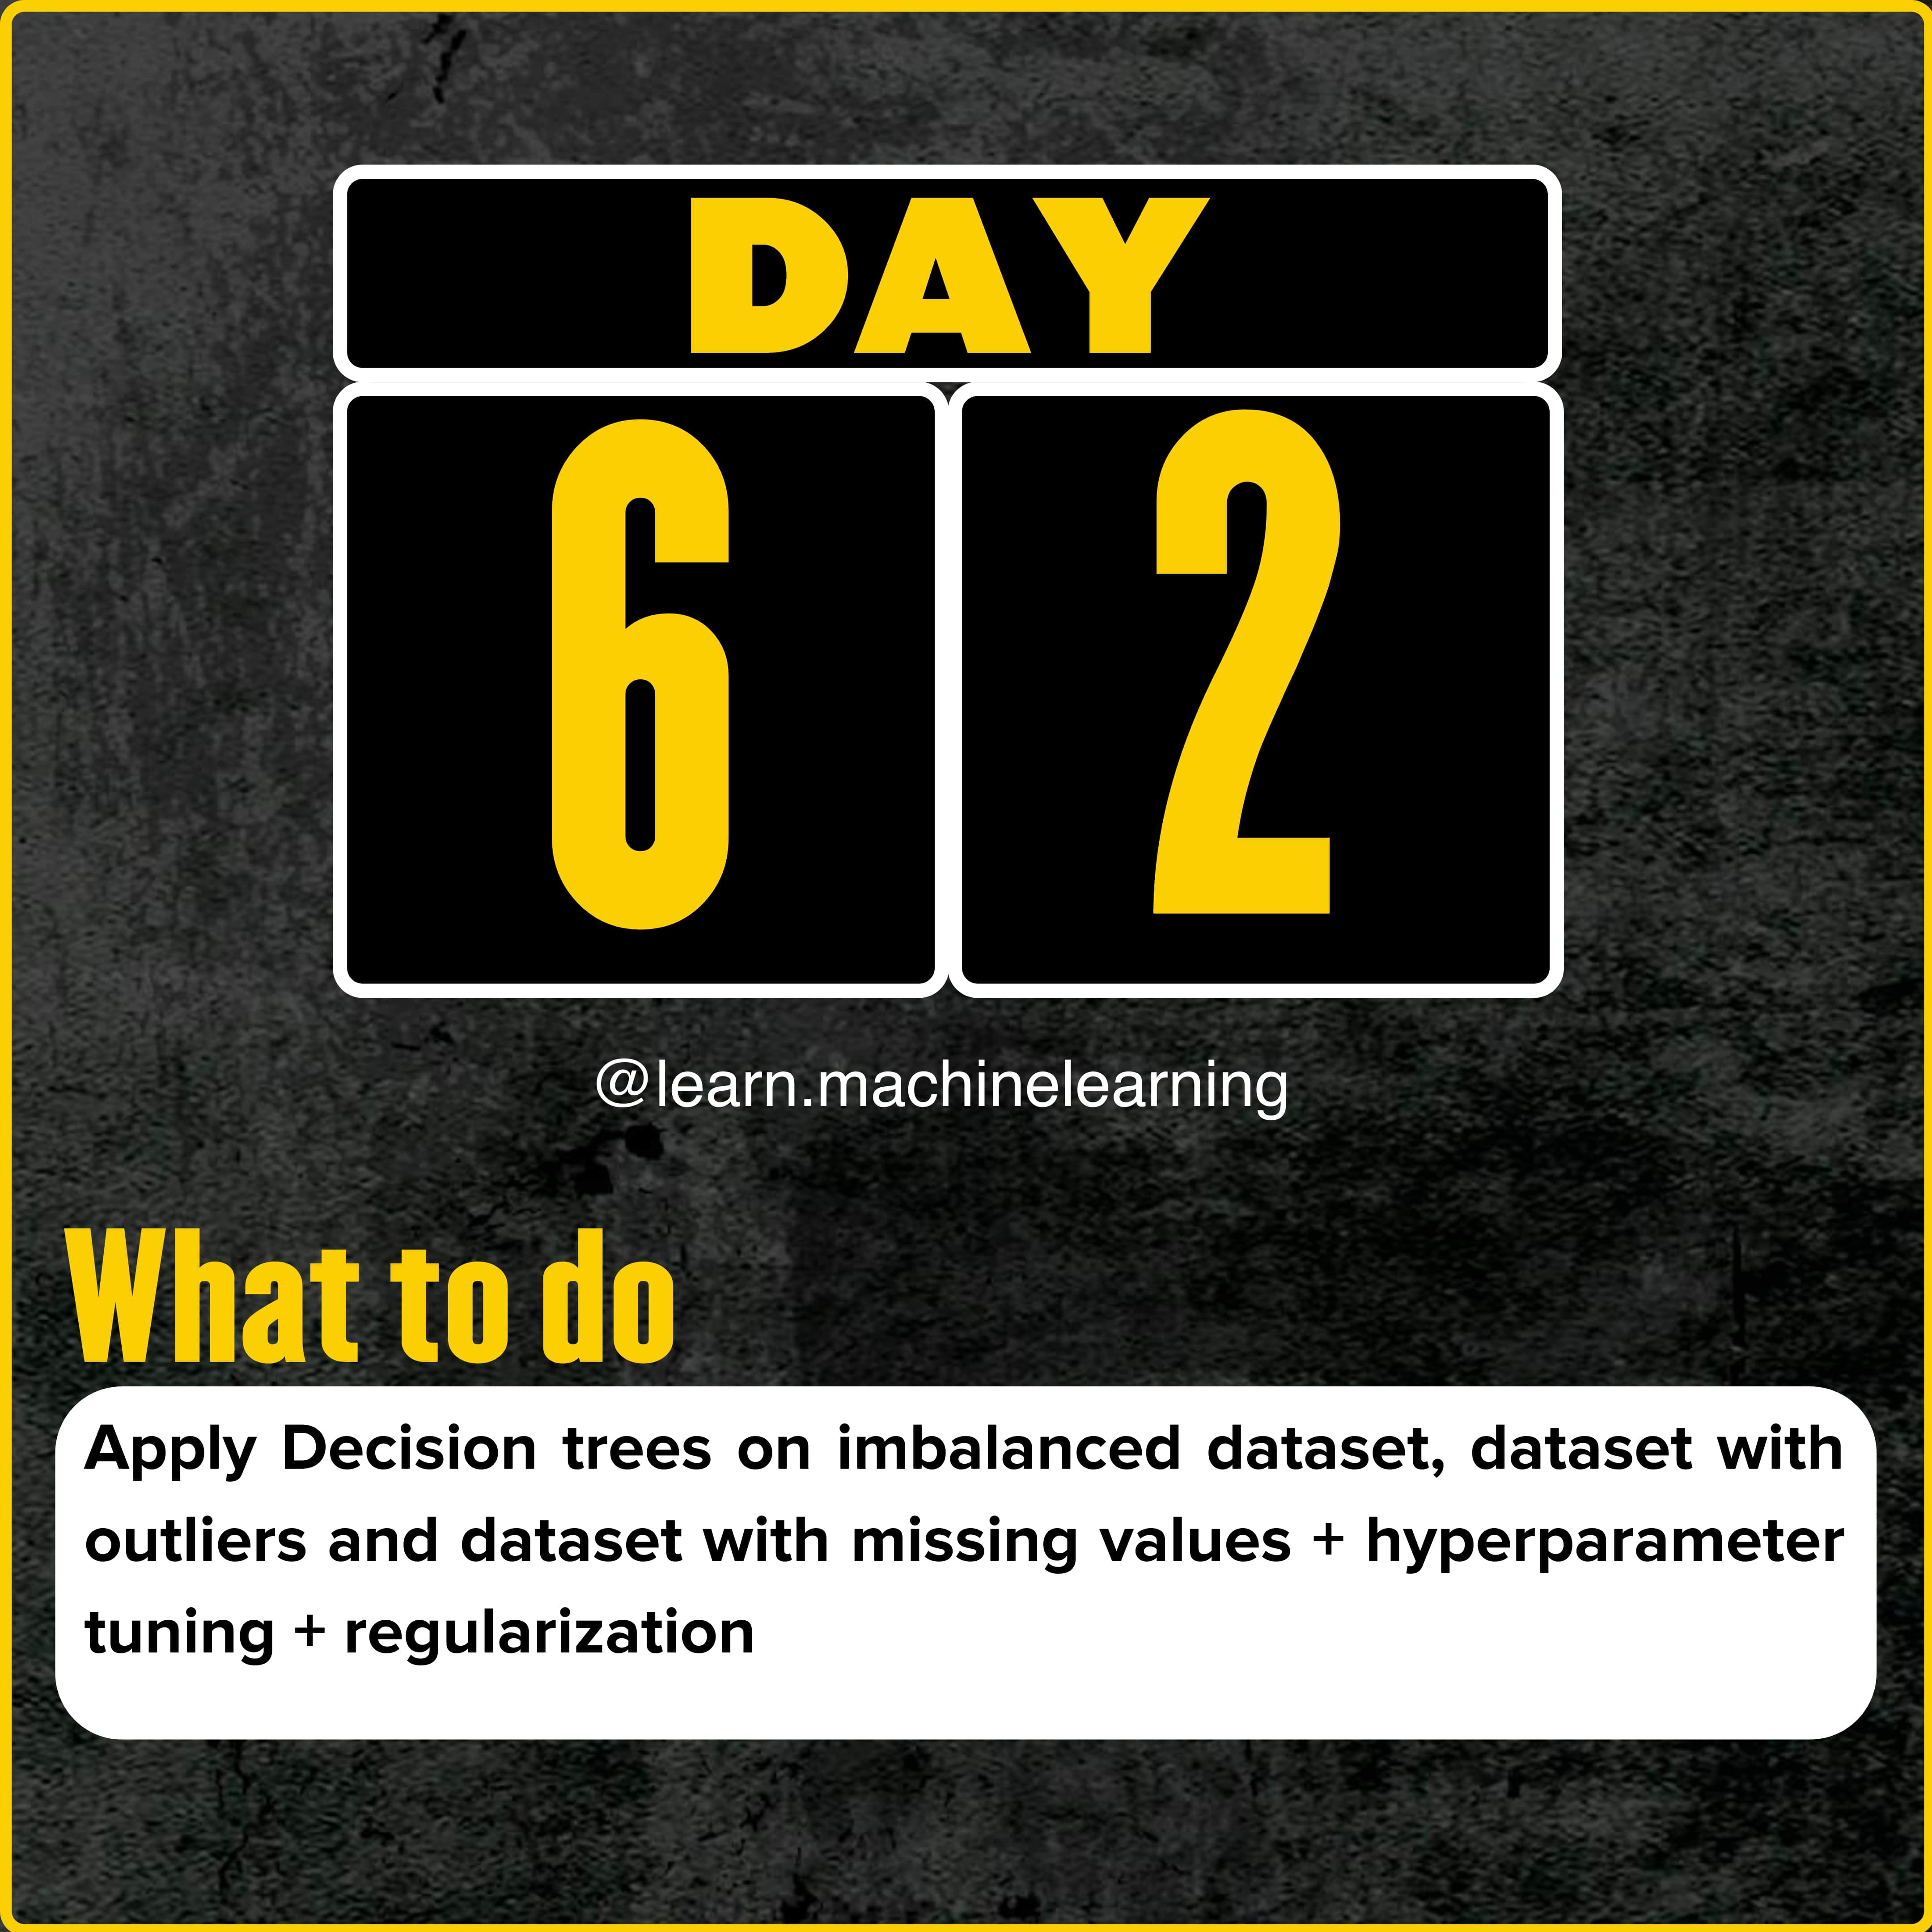 DAY
6 2
@learn.machinelearning
What to do
Apply Decision trees on imbalanced dataset, dataset with
outliers and dataset with missing values + hyperparameter
tuning + regularization